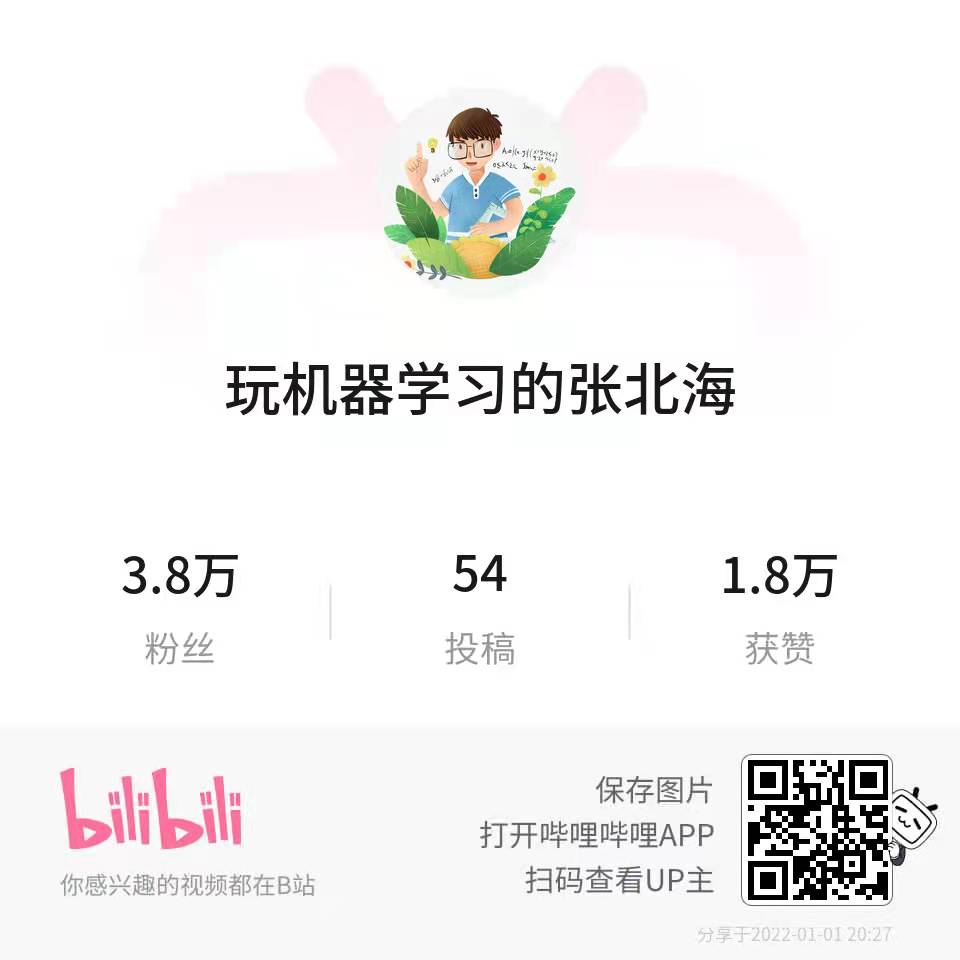 玩机器学习的张北海
3.8万
粉丝
54
投稿
1.8万
获赞
bilibili
你感兴趣的视频都在B站
保存图片
打开哔哩哔哩APP
扫码查看UP主
分享于2022-01-01 20:27